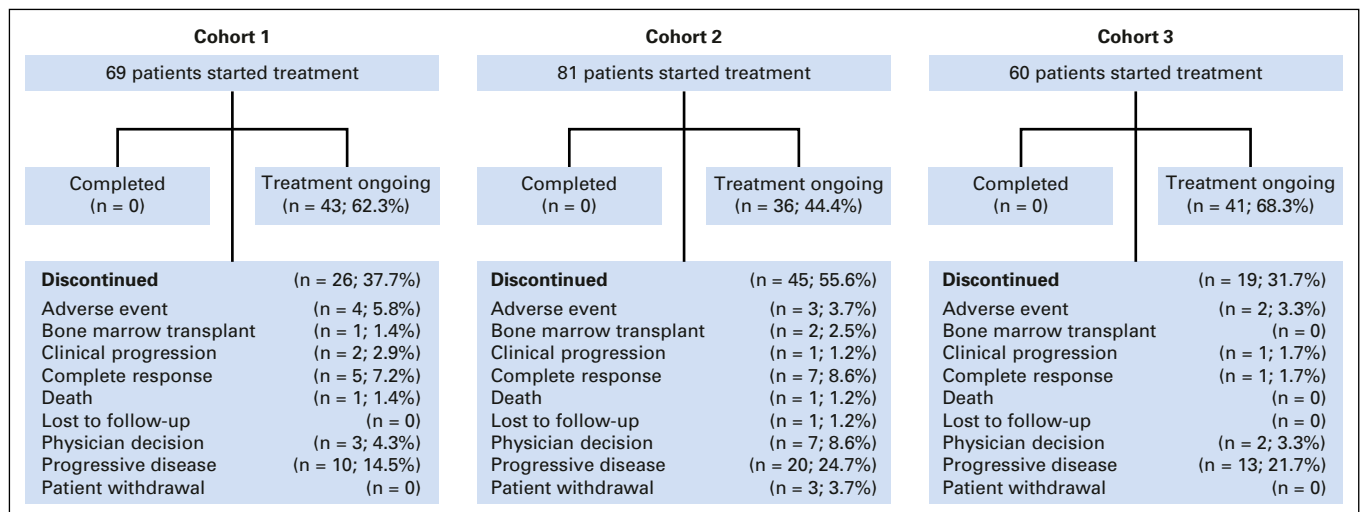 Cohort 1
69 patients started treatment
Completed
(n = 0)
Treatment ongoing
(n = 43; 62.3%)
Discontinued (n = 26; 37.7%)
Adverse event (n = 4; 5.8%)
Bone marrow transplant (n = 1; 1.4%)
Clinical progression (n = 2; 2.9%)
Complete response (n = 5; 7.2%)
Death (n = 1; 1.4%)
Lost to follow-up (n = 0)
Physician decision (n = 3; 4.3%)
Progressive disease (n = 10; 14.5%)
Patient withdrawal (n = 0)
Cohort 2
81 patients started treatment
Completed
(n = 0)
Treatment ongoing
(n = 36; 44.4%)
Discontinued (n = 45; 55.6%)
Adverse event (n = 3; 3.7%)
Bone marrow transplant (n = 2; 2.5%)
Clinical progression (n = 1; 1.2%)
Complete response (n = 7; 8.6%)
Death (n = 1; 1.2%)
Lost to follow-up (n = 1; 1.2%)
Physician decision (n = 7; 8.6%)
Progressive disease (n = 20; 24.7%)
Patient withdrawal (n = 3; 3.7%)
Cohort 3
60 patients started treatment
Completed
(n = 0)
Treatment ongoing
(n = 41; 68.3%)
Discontinued (n = 19; 31.7%)
Adverse event (n = 2; 3.3%)
Bone marrow transplant (n = 0)
Clinical progression (n = 1; 1.7%)
Complete response (n = 1; 1.7%)
Death (n = 0)
Lost to follow-up (n = 0)
Physician decision (n = 2; 3.3%)
Progressive disease (n = 13; 21.7%)
Patient withdrawal (n = 0)